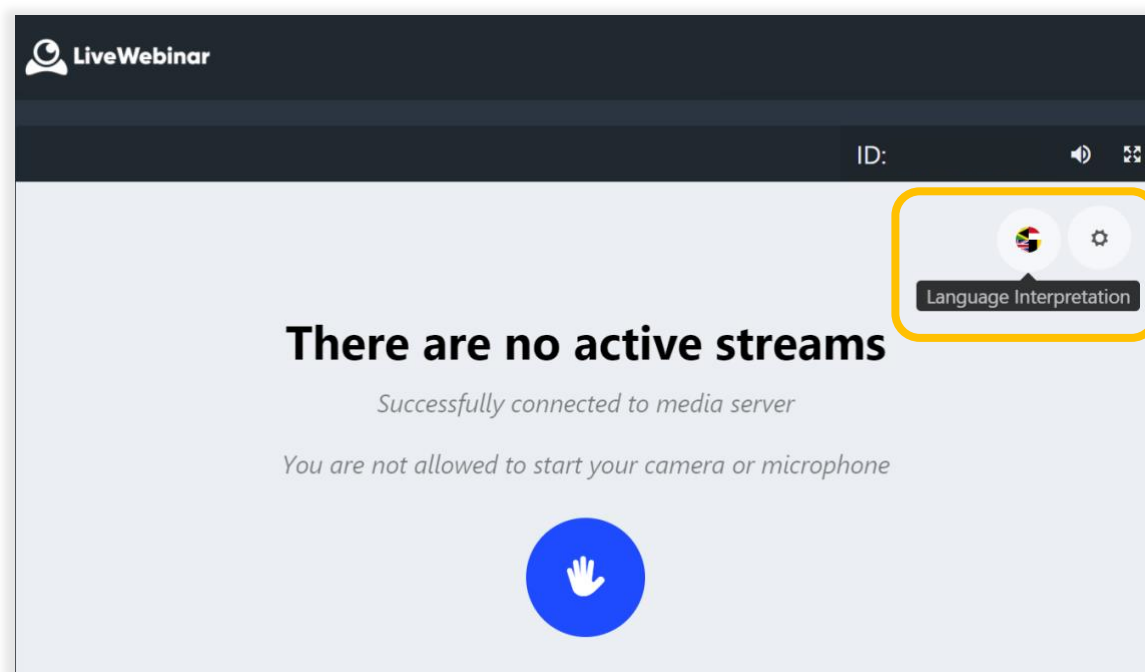 LiveWebinar
ID:
Language Interpretation
There are no active streams
Successfully connected to media server
You are not allowed to start your camera or microphone